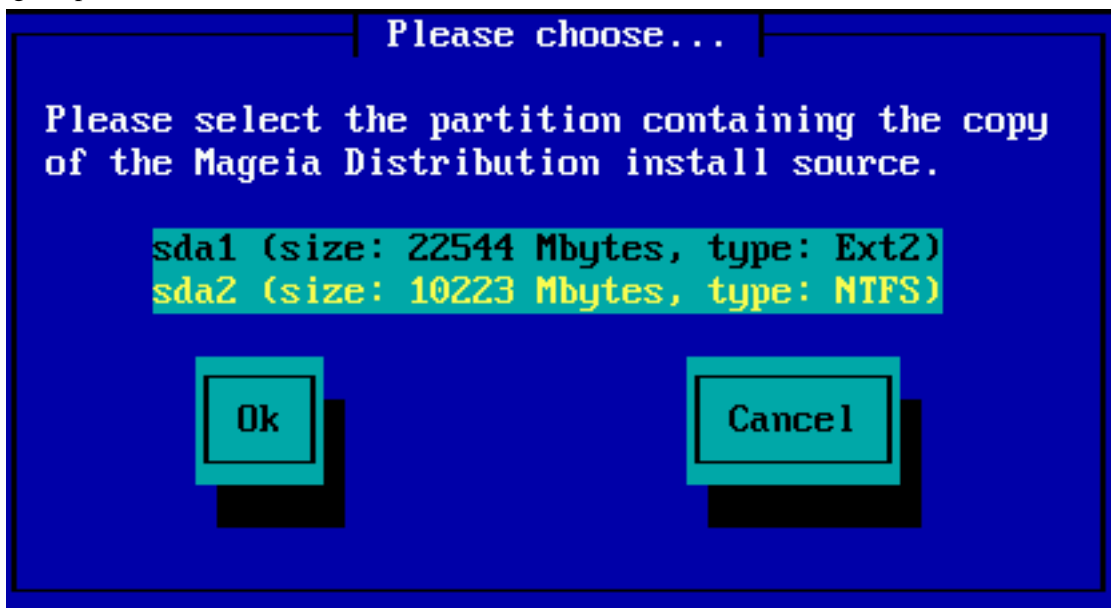 Please choose...
Please select the partition containing the copy
of the Mageia Distribution install source.
sda1 (size: 22544 Mbytes, type: Ext2)
sda2 (size: 10223 Mbytes, type: NTFS)
Ok
Cancel